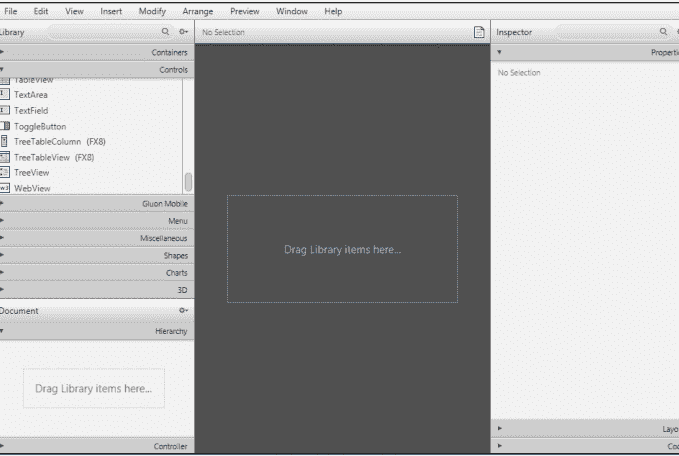 File Edit View Insert Modify Arrange Preview Window Help
Library
No Selection
Inspector
Containers
Controls
TableView
TextArea
TextField
ToggleButton
TreeTableColumn (FX8)
TreeTableView (FX8)
TreeView
WebView
Gluon Mobile
Menu
Miscellaneous
Shapes
Charts
3D
Document
Hierarchy
Drag Library items here...
Controller
Drag Library items here...
Properti
No Selection
Layo
Cod